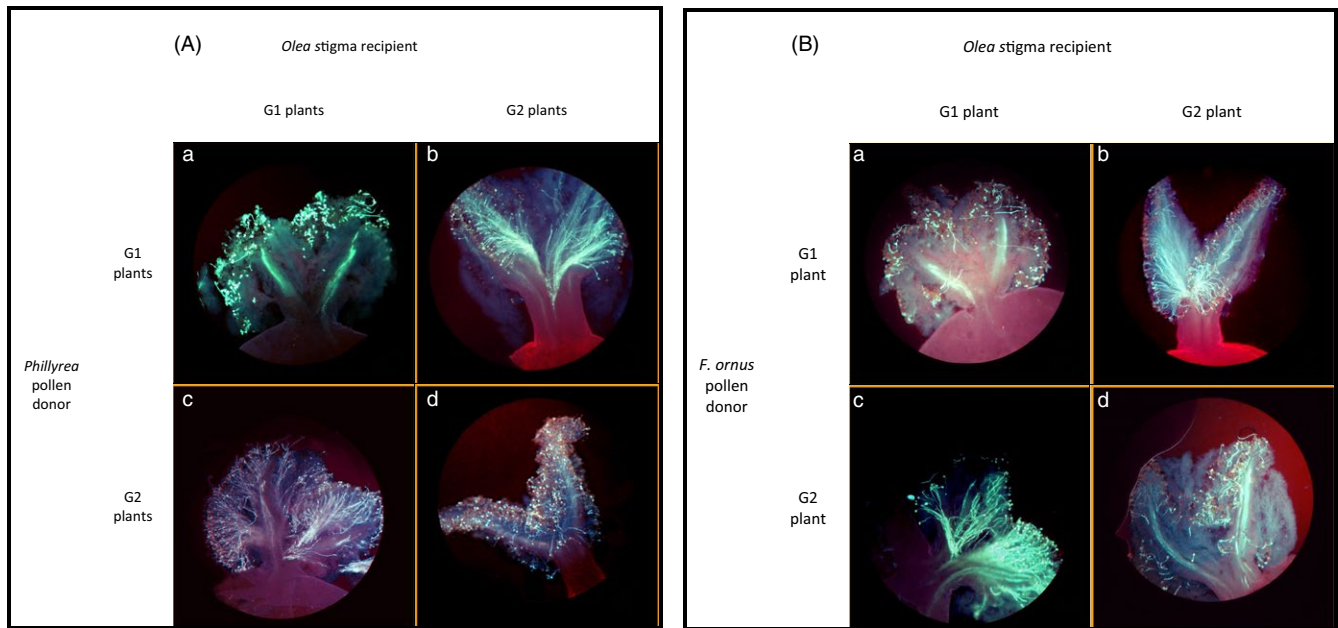 (A)
Olea stigma recipient
G1 plants
G2 plants
a
b
G1
plants
Phillyrea
pollen
donor
c
d
G2
plants
(B)
Olea stigma recipient
G1 plant
G2 plant
a
b
G1
plant
F. ornus
pollen
donor
c
d
G2
plant